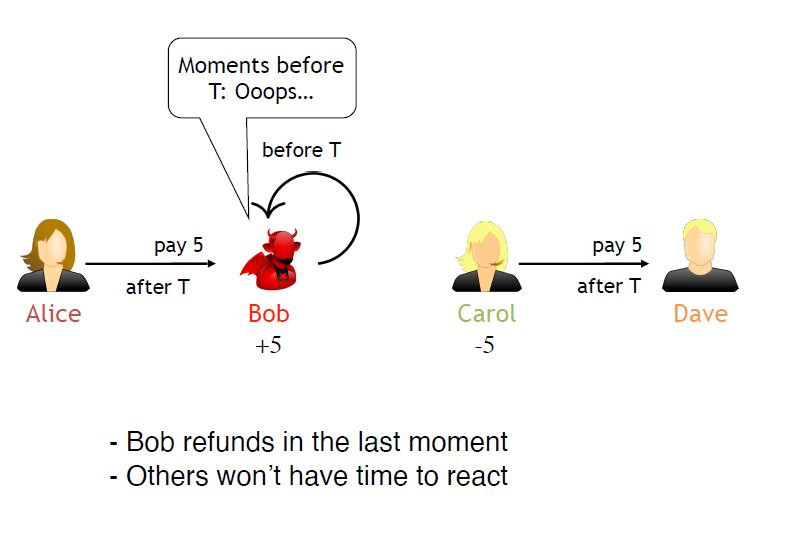 Moments before
T: Ooops...
before T
pay 5
after T
pay 5
after T
Alice
Bob
Carol
Dave
+5
-5
- Bob refunds in the last moment
- Others won't have time to react